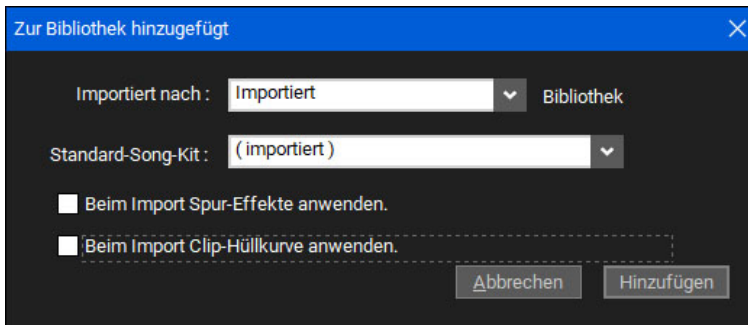 Zur Bibliothek hinzugefügt
Importiert nach : Importiert Bibliothek
Standard-Song-Kit : ( importiert )
Beim Import Spur-Effekte anwenden.
Beim Import Clip-Hüllkurve anwenden.
Abbrechen Hinzufügen